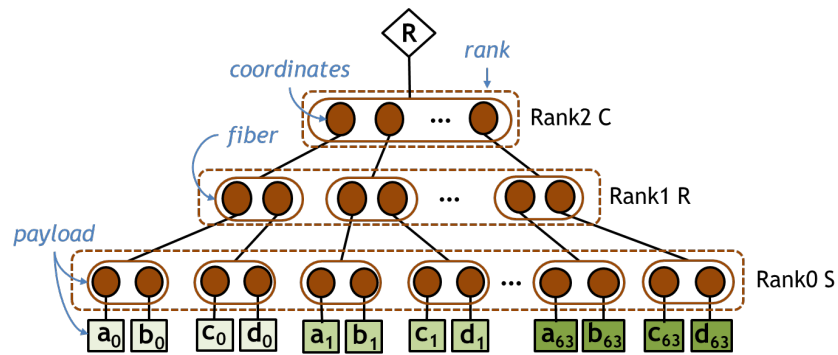 R
rank
coordinates
... Rank2 C
fiber
... Rank1 R
payload
... Rank0 S
a0 b0 c0 d0 a1 b1 c1 d1 a63 b63 c63 d63